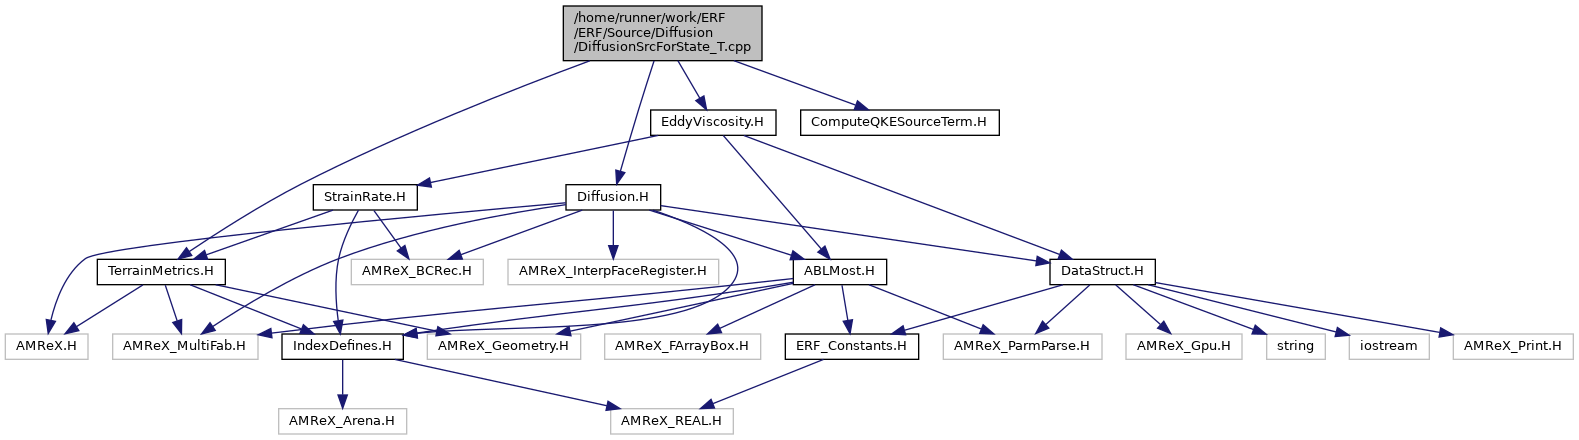 /home/runner/work/ERF
/ERF/Source/Diffusion
/DiffusionSrcForState_T.cpp
EddyViscosity.H
ComputeQKESourceTerm.H
StrainRate.H
Diffusion.H
TerrainMetrics.H
AMReX_BCRec.H
AMReX_InterpFaceRegister.H
ABLMost.H
DataStruct.H
AMReX.H
AMReX_MultiFab.H
IndexDefines.H
AMReX_Geometry.H
AMReX_FArrayBox.H
ERF_Constants.H
AMReX_ParmParse.H
AMReX_Gpu.H
string
iostream
AMReX_Print.H
AMReX_Arena.H
AMReX_REAL.H